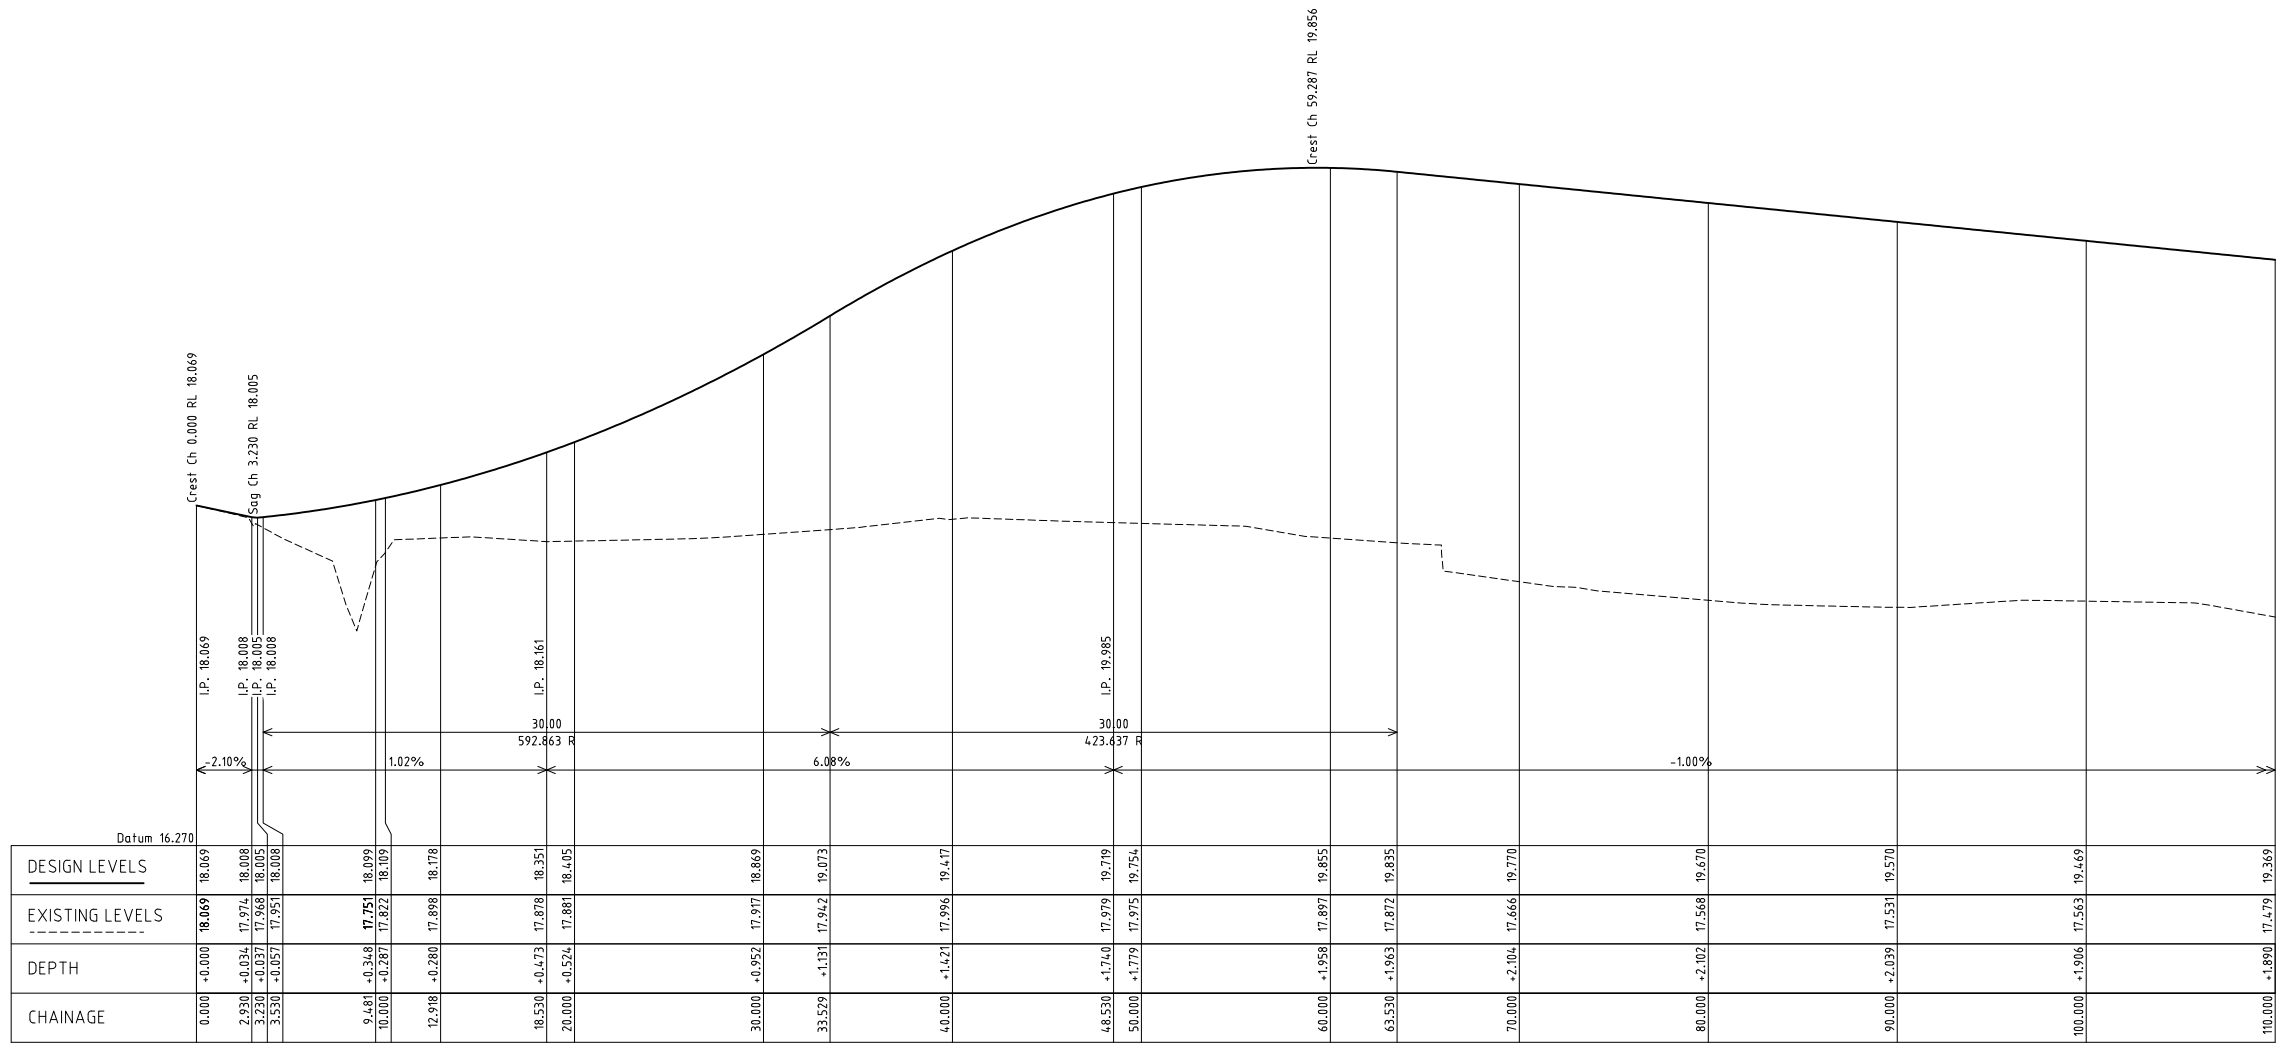 Crest Ch 59.287 RL 19.856
Crest Ch 0.000 RL 18.069
Sag Ch 3.230 RL 18.005
I.P. 18.069
I.P. 18.008
I.P. 18.005
I.P. 18.008
I.P. 18.161
I.P. 19.985
30.00
592.863 R
30.00
423.637 R
-2.10%
1.02%
6.08%
-1.00%
Datum 16.270
DESIGN LEVELS 18.069 18.008 18.005 18.008 18.099 18.109 18.178 18.351 18.405 18.869 19.073 19.417 19.719 19.754 19.855 19.835 19.770 19.670 19.570 19.469 19.369
EXISTING LEVELS 18.069 17.974 17.968 17.951 17.751 17.822 17.898 17.878 17.881 17.917 17.942 17.996 17.979 17.975 17.897 17.872 17.666 17.568 17.531 17.563 17.479
DEPTH +0.000 +0.034 +0.037 +0.057 +0.348 +0.287 +0.280 +0.473 +0.524 +0.952 +1.131 +1.421 +1.740 +1.779 +1.958 +1.963 +2.104 +2.102 +2.039 +1.906 +1.890
CHAINAGE 0.000 2.930 3.230 3.530 9.481 10.000 12.918 18.530 20.000 30.000 33.529 40.000 48.530 50.000 60.000 63.530 70.000 80.000 90.000 100.000 110.000